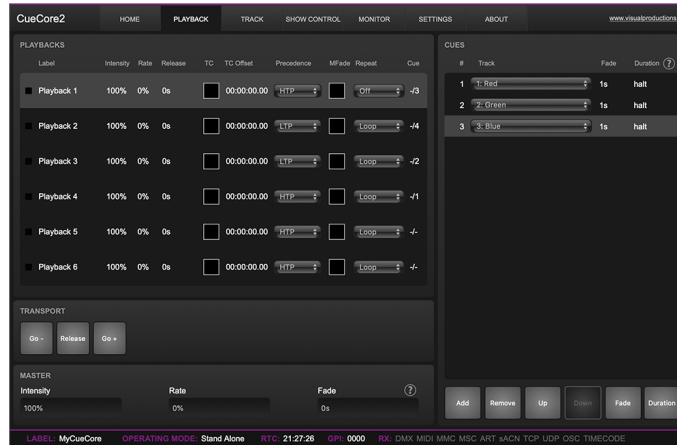 CueCore2 HOME PLAYBACK TRACK SHOW CONTROL MONITOR SETTINGS ABOUT www.visualproductions
PLAYBACKS
Label Intensity Rate Release TC TC Offset Precedence MFade Repeat Cue
Playback 1 100% 0% 0s 00:00:00.00 HTP Off -/3
Playback 2 100% 0% 0s 00:00:00.00 LTP Loop -/4
Playback 3 100% 0% 0s 00:00:00.00 LTP Loop -/2
Playback 4 100% 0% 0s 00:00:00.00 HTP Loop -/1
Playback 5 100% 0% 0s 00:00:00.00 HTP Loop -/-
Playback 6 100% 0% 0s 00:00:00.00 HTP Loop -/-
TRANSPORT
Go - Release Go +
MASTER
Intensity Rate Fade ?
100% 0% 0s
CUES
# Track Fade Duration ?
1 1: Red 1s halt
2 2: Green 1s halt
3 3: Blue 1s halt
Add Remove Up Down Fade Duration
LABEL: MyCueCore OPERATING MODE: Stand Alone RTC: 21:27:26 GPI: 0000 RX: DMX MIDI MMC MSC ART sACN TCP UDP OSC TIMECODE